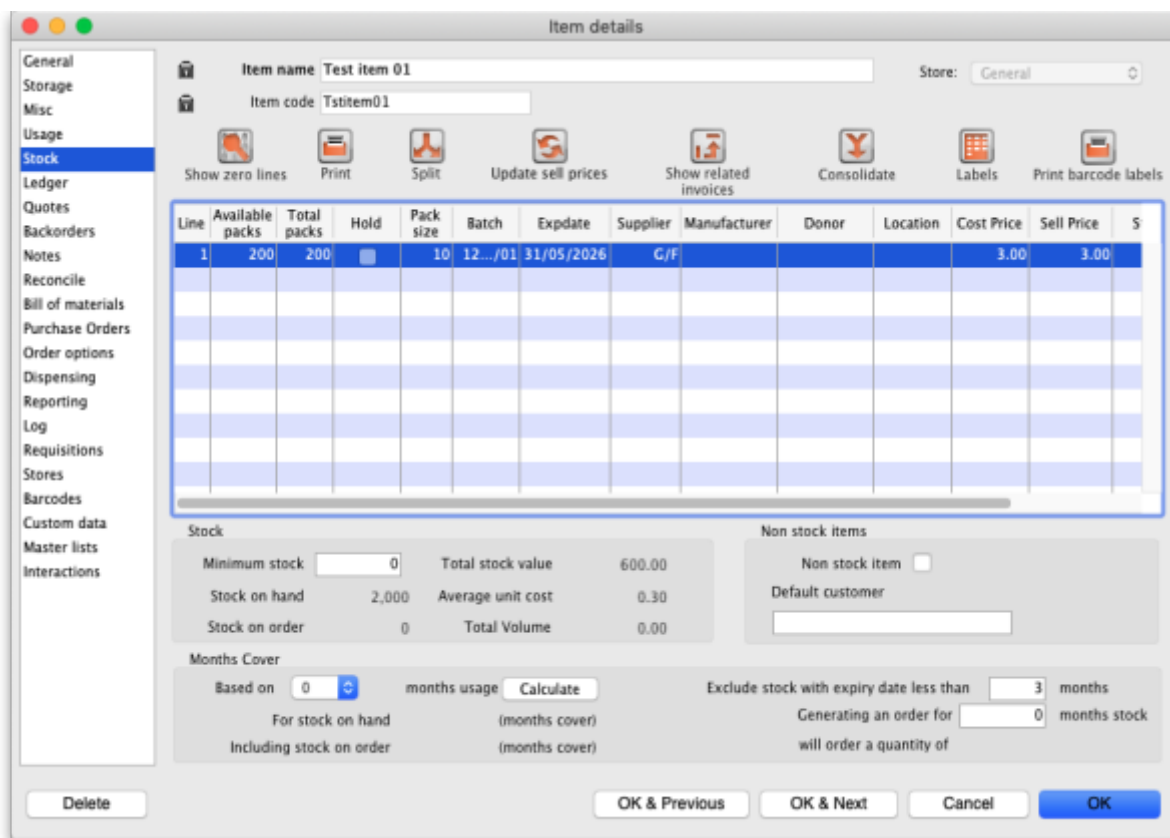 Item details
General
Storage
Misc
Usage
Stock
Ledger
Quotes
Backorders
Notes
Reconcile
Bill of materials
Purchase Orders
Order options
Dispensing
Reporting
Log
Requisitions
Stores
Barcodes
Custom data
Master lists
Interactions
Item name Test item 01 Store: General
Item code Tstitem01
Show zero lines Print Split Update sell prices Show related invoices Consolidate Labels Print barcode labels
Line Available packs Total packs Hold Pack size Batch Expdate Supplier Manufacturer Donor Location Cost Price Sell Price S
1 200 200 10 12.../01 31/05/2026 G/F 3.00 3.00
Stock Non stock items
Minimum stock 0 Total stock value 600.00 Non stock item
Stock on hand 2,000 Average unit cost 0.30 Default customer
Stock on order 0 Total Volume 0.00
Months Cover
Based on 0 months usage Calculate Exclude stock with expiry date less than 3 months
For stock on hand (months cover) Generating an order for 0 months stock
Including stock on order (months cover) will order a quantity of
Delete OK & Previous OK & Next Cancel OK